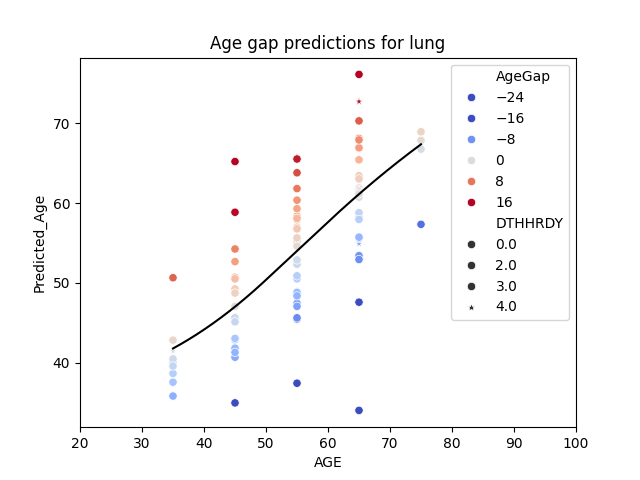 Age gap predictions for lung
Predicted_Age
70
60
50
40
20 30 40 50 60 70 80 90 100
AGE
AgeGap
−24
−16
−8
0
8
16
DTHHRDY
0.0
2.0
3.0
4.0